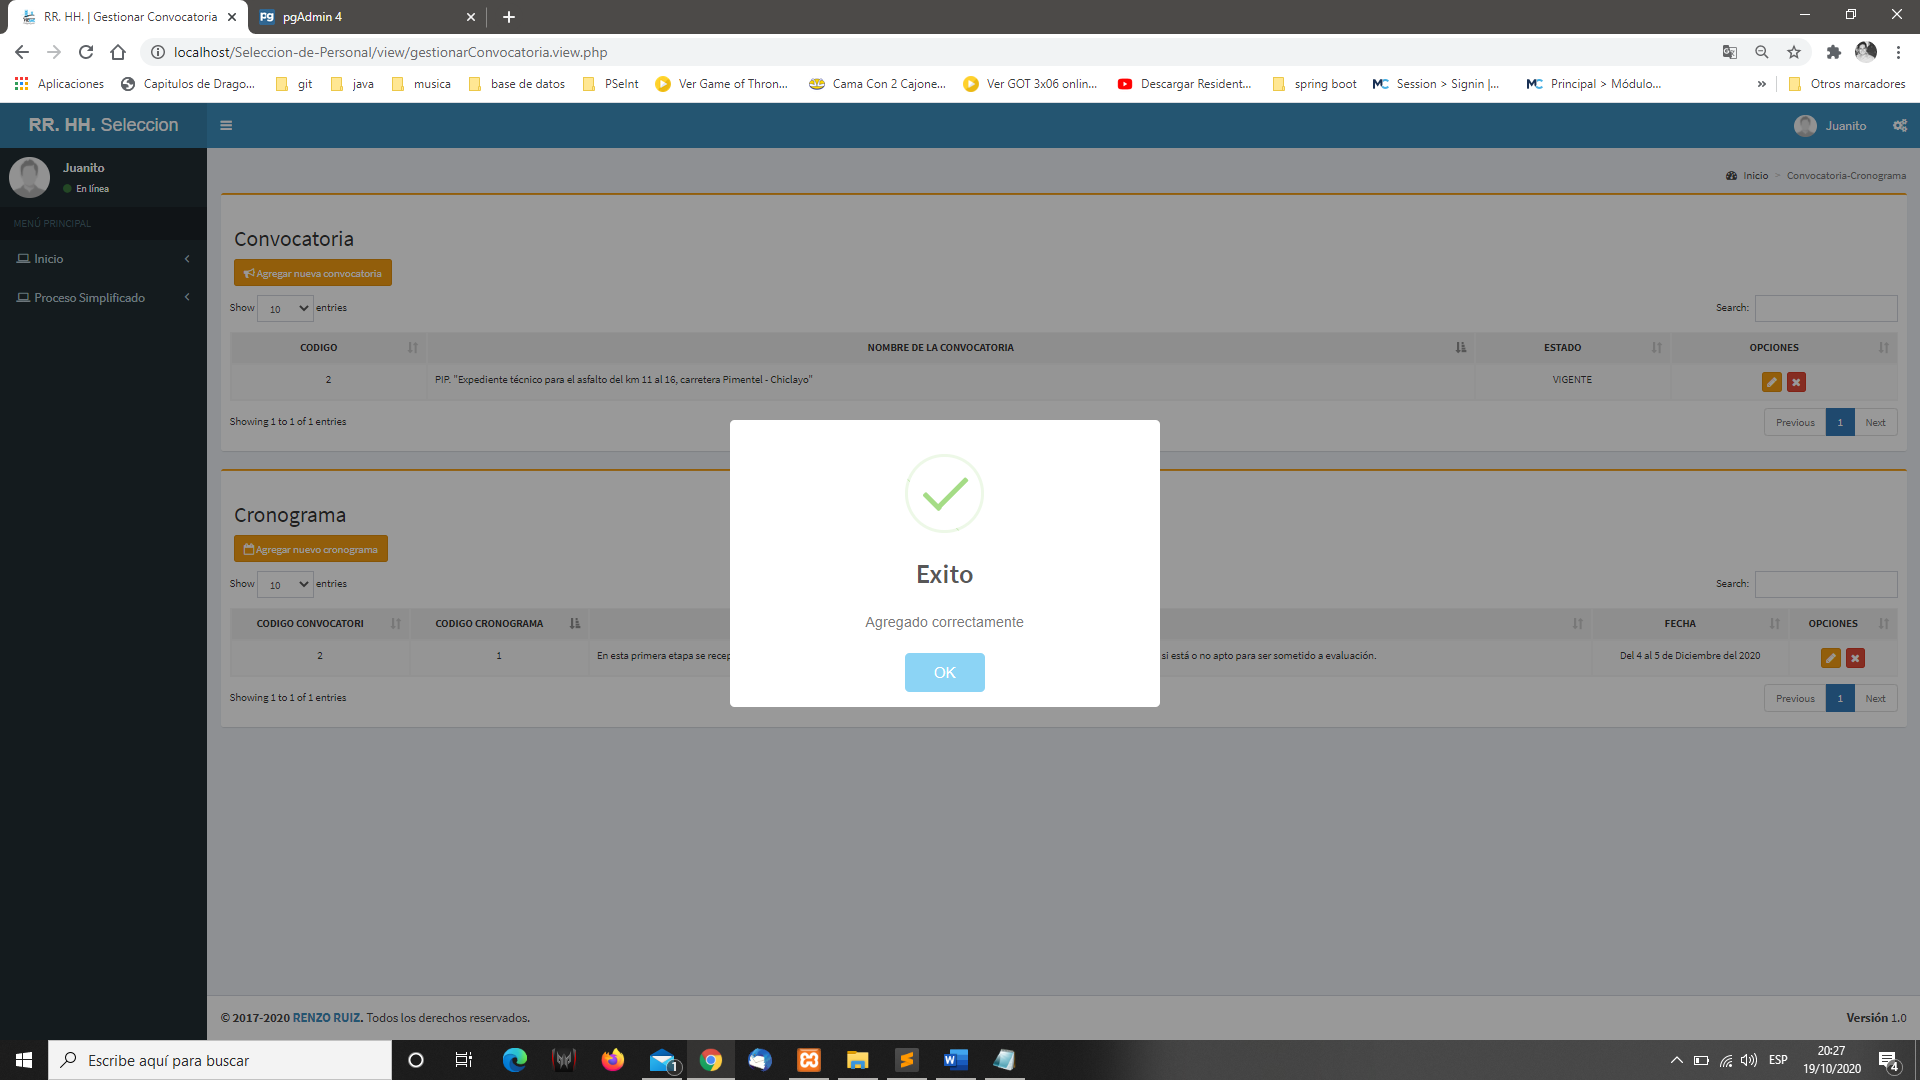 RR. HH. | Gestionar Convocatoria
pgAdmin 4
localhost/Seleccion-de-Personal/view/gestionarConvocatoria.view.php
Aplicaciones
Capitulos de Drago...
git
java
musica
base de datos
PSeInt
Ver Game of Thron...
Cama Con 2 Cajone...
Ver GOT 3x06 onlin...
Descargar Resident...
spring boot
Session > Signin |...
Principal > Módulo...
»
Otros marcadores
RR. HH. Seleccion
Juanito
Juanito
En línea
MENÚ PRINCIPAL
Inicio
Proceso Simplificado
Inicio > Convocatoria-Cronograma
Convocatoria
Agregar nueva convocatoria
Show 10 entries
Search:
CODIGO NOMBRE DE LA CONVOCATORIA ESTADO OPCIONES
2 PIP. "Expediente técnico para el asfalto del km 11 al 16, carretera Pimentel - Chiclayo" VIGENTE
Showing 1 to 1 of 1 entries
Previous 1 Next
Cronograma
Agregar nuevo cronograma
Show 10 entries
Search:
CODIGO CONVOCATORI CODIGO CRONOGRAMA FECHA OPCIONES
2 1 En esta primera etapa se recep si está o no apto para ser sometido a evaluación. Del 4 al 5 de Diciembre del 2020
Showing 1 to 1 of 1 entries
Previous 1 Next
Exito
Agregado correctamente
OK
© 2017-2020 RENZO RUIZ. Todos los derechos reservados.
Versión 1.0
Escribe aquí para buscar
1
ESP
20:27
19/10/2020
4